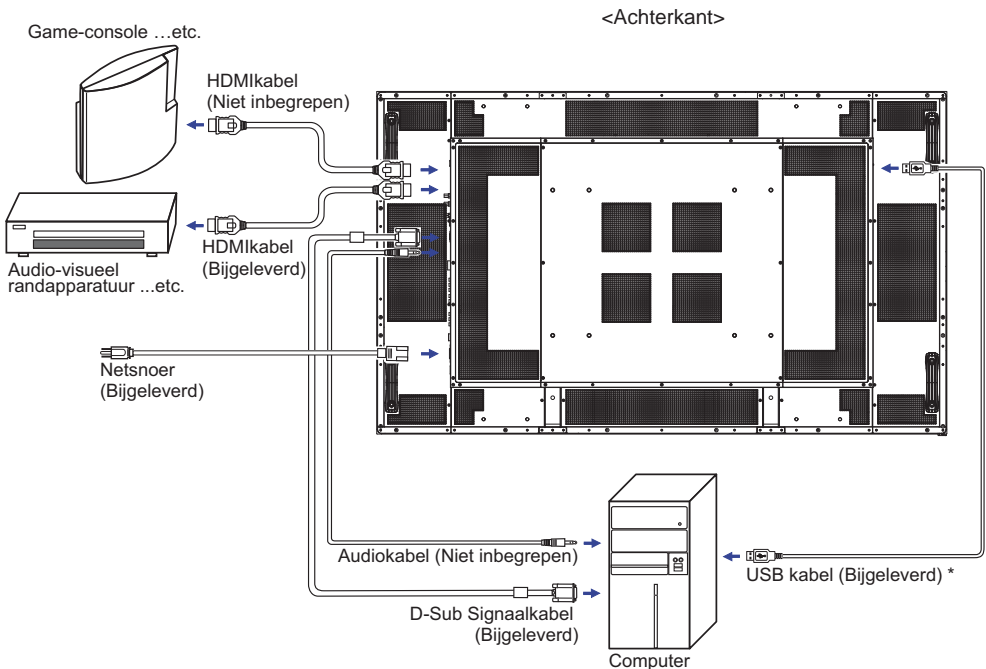 <Achterkant>
Game-console …etc.
HDMIkabel
(Niet inbegrepen)
HDMIkabel
(Bijgeleverd)
Audio-visueel
randapparatuur ...etc.
Netsnoer
(Bijgeleverd)
Audiokabel (Niet inbegrepen)
USB kabel (Bijgeleverd) *
D-Sub Signaalkabel
(Bijgeleverd)
Computer